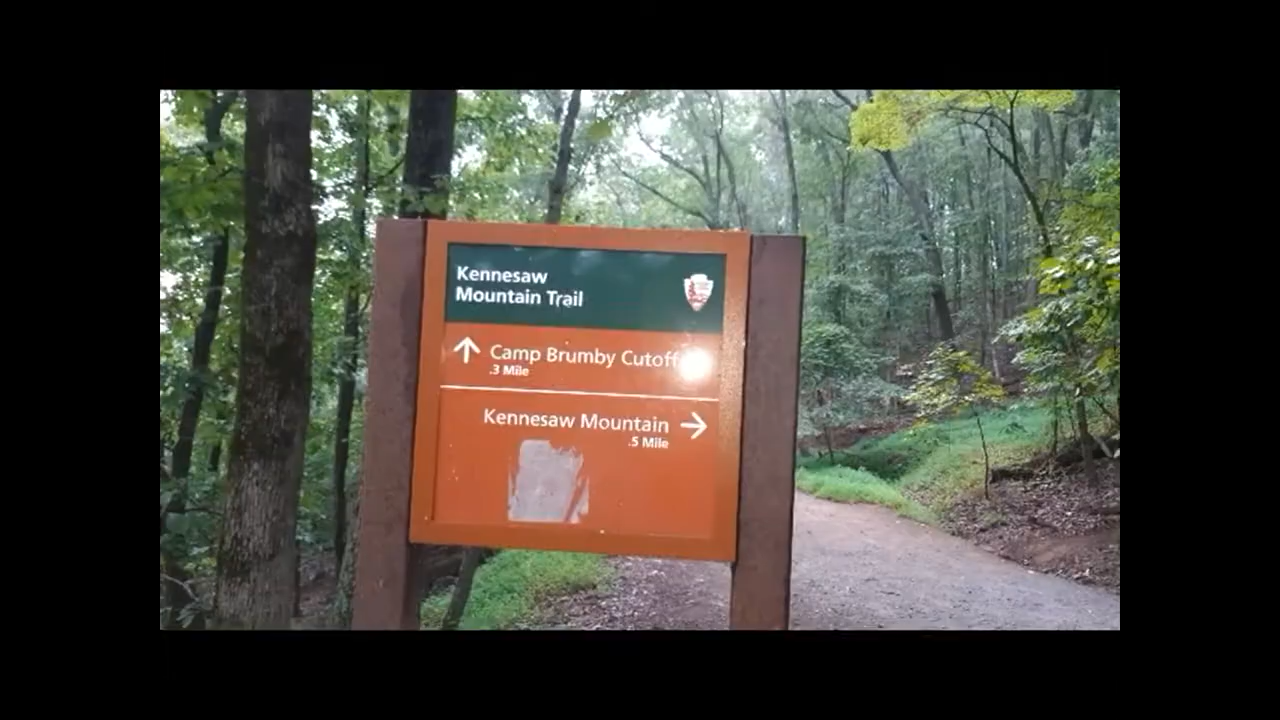 Kennesaw
Mountain Trail
Camp Brumby Cutoff
.3 Mile
Kennesaw Mountain
.5 Mile